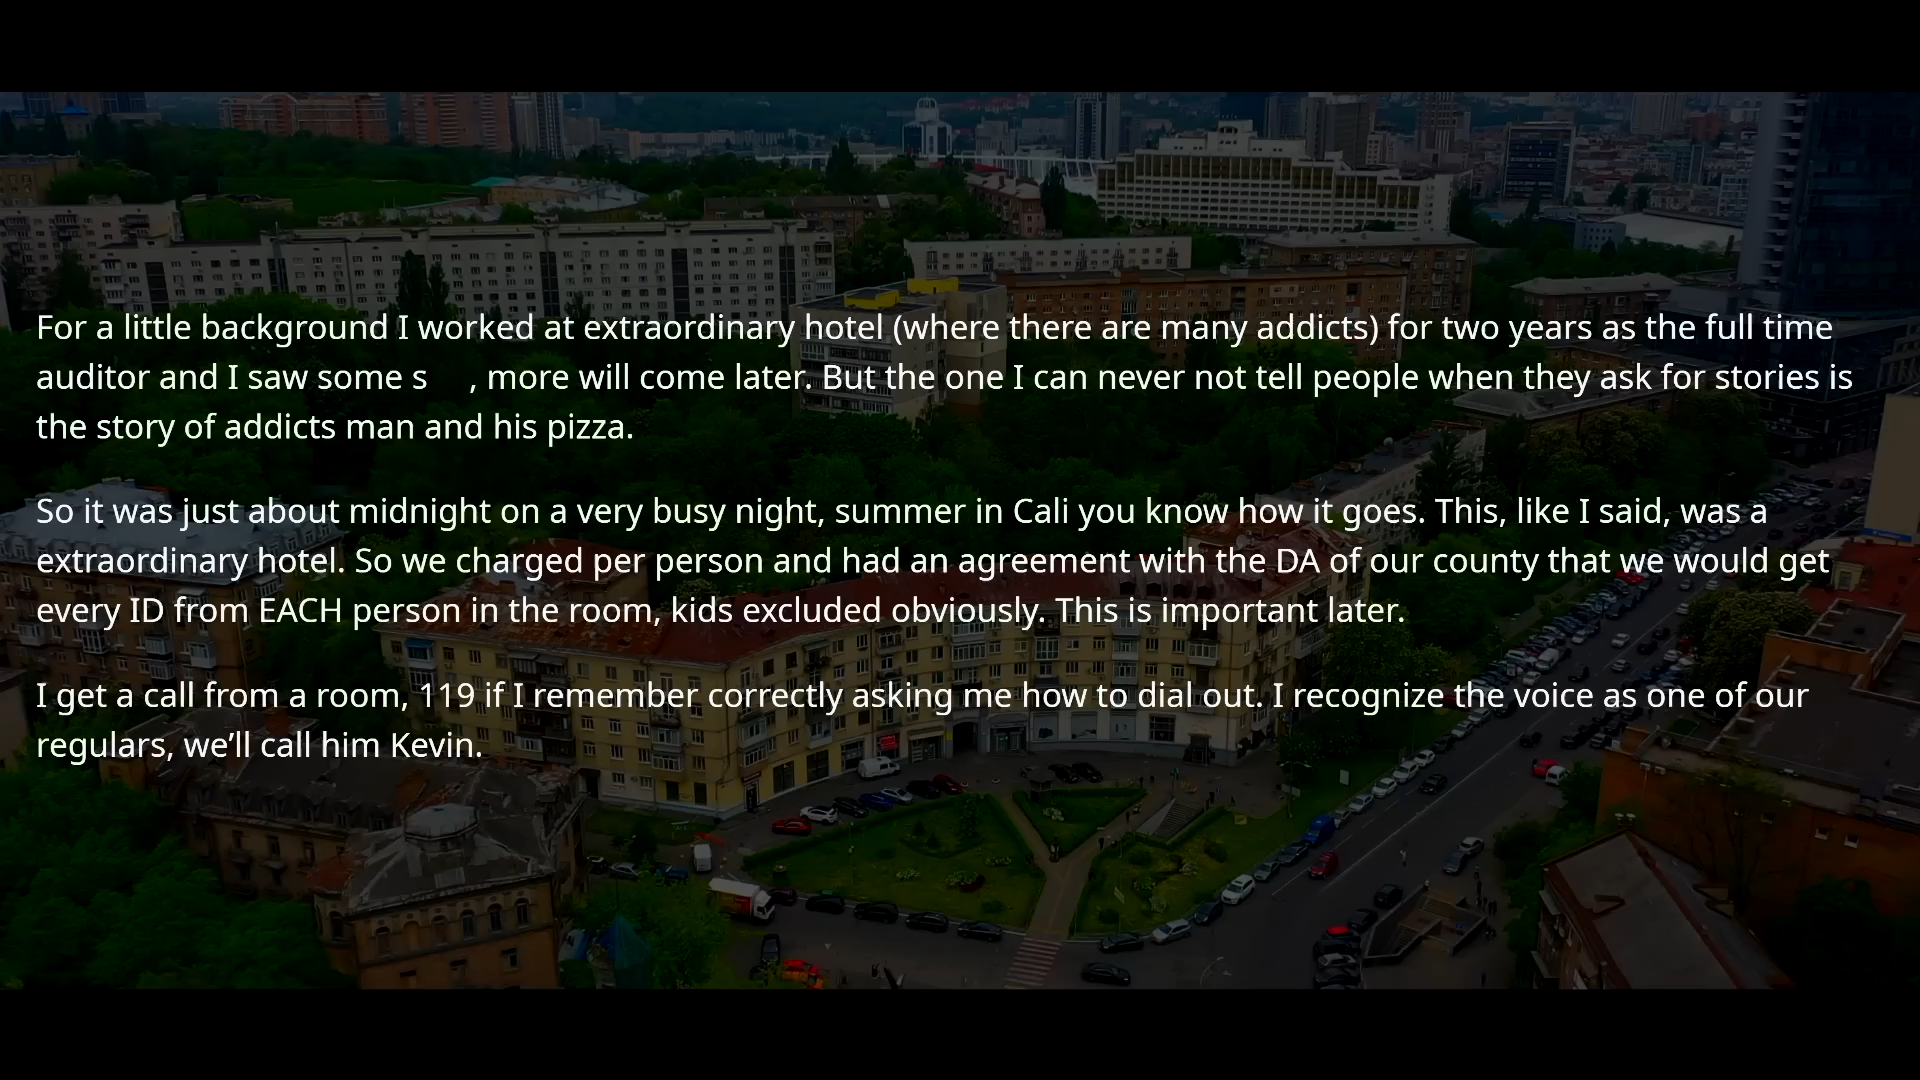 For a little background I worked at extraordinary hotel (where there are many addicts) for two years as the full time
auditor and I saw some s , more will come later. But the one I can never not tell people when they ask for stories is
the story of addicts man and his pizza.
So it was just about midnight on a very busy night, summer in Cali you know how it goes. This, like I said, was a
extraordinary hotel. So we charged per person and had an agreement with the DA of our county that we would get
every ID from EACH person in the room, kids excluded obviously. This is important later.
I get a call from a room, 119 if I remember correctly asking me how to dial out. I recognize the voice as one of our
regulars, we’ll call him Kevin.